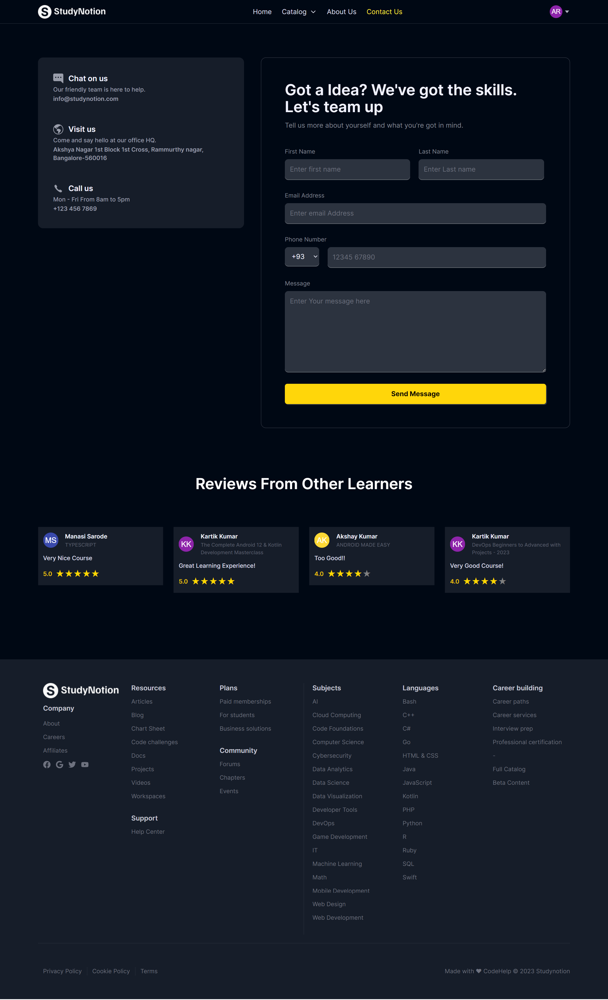 S StudyNotion
Home Catalog About Us Contact Us
AR
Chat on us
Our friendly team is here to help.
info@studynotion.com
Visit us
Come and say hello at our office HQ.
Akshya Nagar 1st Block 1st Cross, Rammurthy nagar,
Bangalore-560016
Call us
Mon - Fri From 8am to 5pm
+123 456 7869
Got a Idea? We've got the skills.
Let's team up
Tell us more about yourself and what you're got in mind.
First Name Last Name
Enter first name Enter Last name
Email Address
Enter email Address
Phone Number
+93 12345 67890
Message
Enter Your message here
Send Message
Reviews From Other Learners
MS
Manasi Sarode
TYPESCRIPT
Very Nice Course
5.0
KK
Kartik Kumar
The Complete Android 12 & Kotlin
Development Masterclass
Great Learning Experience!
5.0
AK
Akshay Kumar
ANDROID MADE EASY
Too Good!!
4.0
KK
Kartik Kumar
DevOps Beginners to Advanced with
Projects - 2023
Very Good Course!
4.0
S StudyNotion
Company
About
Careers
Affiliates
Resources
Articles
Blog
Chart Sheet
Code challenges
Docs
Projects
Videos
Workspaces
Support
Help Center
Plans
Paid memberships
For students
Business solutions
Community
Forums
Chapters
Events
Subjects
AI
Cloud Computing
Code Foundations
Computer Science
Cybersecurity
Data Analytics
Data Science
Data Visualization
Developer Tools
DevOps
Game Development
IT
Machine Learning
Math
Mobile Development
Web Design
Web Development
Languages
Bash
C++
C#
Go
HTML & CSS
Java
JavaScript
Kotlin
PHP
Python
R
Ruby
SQL
Swift
Career building
Career paths
Career services
Interview prep
Professional certification
-
Full Catalog
Beta Content
Privacy Policy Cookie Policy Terms
Made with ❤ CodeHelp © 2023 Studynotion